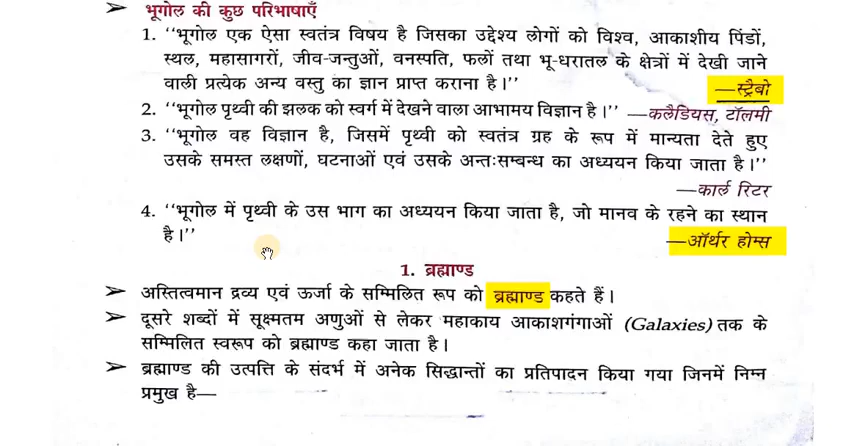 ➢ भूगोल की कुछ परिभाषाएँ
1. ''भूगोल एक ऐसा स्वतंत्र विषय है जिसका उद्देश्य लोगों को विश्व, आकाशीय पिंडों,
स्थल, महासागरों, जीव-जन्तुओं, वनस्पति, फलों तथा भू-धरातल के क्षेत्रों में देखी जाने
वाली प्रत्येक अन्य वस्तु का ज्ञान प्राप्त कराना है।'' —स्ट्रैबो
2. ''भूगोल पृथ्वी की झलक को स्वर्ग में देखने वाला आभामय विज्ञान है।'' —क्लैडियस, टॉलमी
3. ''भूगोल वह विज्ञान है, जिसमें पृथ्वी को स्वतंत्र ग्रह के रूप में मान्यता देते हुए
उसके समस्त लक्षणों, घटनाओं एवं उसके अन्तःसम्बन्ध का अध्ययन किया जाता है।''
—कार्ल रिटर
4. ''भूगोल में पृथ्वी के उस भाग का अध्ययन किया जाता है, जो मानव के रहने का स्थान
है।'' —ऑर्थर होम्स
1. ब्रह्माण्ड
➢ अस्तित्वमान द्रव्य एवं ऊर्जा के सम्मिलित रूप को ब्रह्माण्ड कहते हैं।
➢ दूसरे शब्दों में सूक्ष्मतम अणुओं से लेकर महाकाय आकाशगंगाओं (Galaxies) तक के
सम्मिलित स्वरूप को ब्रह्माण्ड कहा जाता है।
➢ ब्रह्माण्ड की उत्पत्ति के संदर्भ में अनेक सिद्धान्तों का प्रतिपादन किया गया जिनमें निम्न
प्रमुख है—